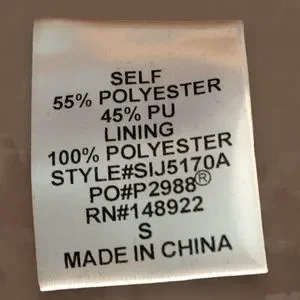 SELF
55% POLYESTER
45% PU
LINING
100% POLYESTER
STYLE#SIJ5170A
PO#P2988®
RN#148922
S
MADE IN CHINA